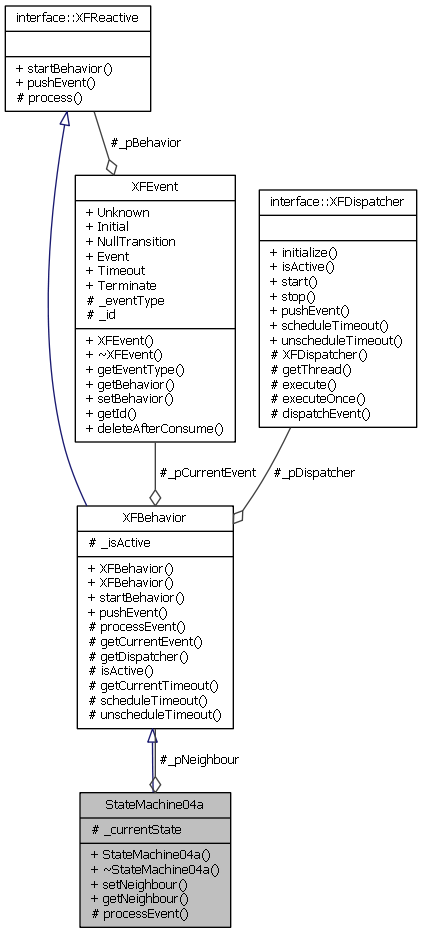 interface::XFReactive
+ startBehavior()
+ pushEvent()
# process()
#_pBehavior
XFEvent
+ Unknown
+ Initial
+ NullTransition
+ Event
+ Timeout
+ Terminate
# _eventType
# _id
+ XFEvent()
+ ~XFEvent()
+ getEventType()
+ getBehavior()
+ setBehavior()
+ getId()
+ deleteAfterConsume()
interface::XFDispatcher
+ initialize()
+ isActive()
+ start()
+ stop()
+ pushEvent()
+ scheduleTimeout()
+ unscheduleTimeout()
# XFDispatcher()
# getThread()
# execute()
# executeOnce()
# dispatchEvent()
#_pCurrentEvent
#_pDispatcher
XFBehavior
# _isActive
+ XFBehavior()
+ XFBehavior()
+ startBehavior()
+ pushEvent()
# processEvent()
# getCurrentEvent()
# getDispatcher()
# isActive()
# getCurrentTimeout()
# scheduleTimeout()
# unscheduleTimeout()
#_pNeighbour
StateMachine04a
# _currentState
+ StateMachine04a()
+ ~StateMachine04a()
+ setNeighbour()
+ getNeighbour()
# processEvent()